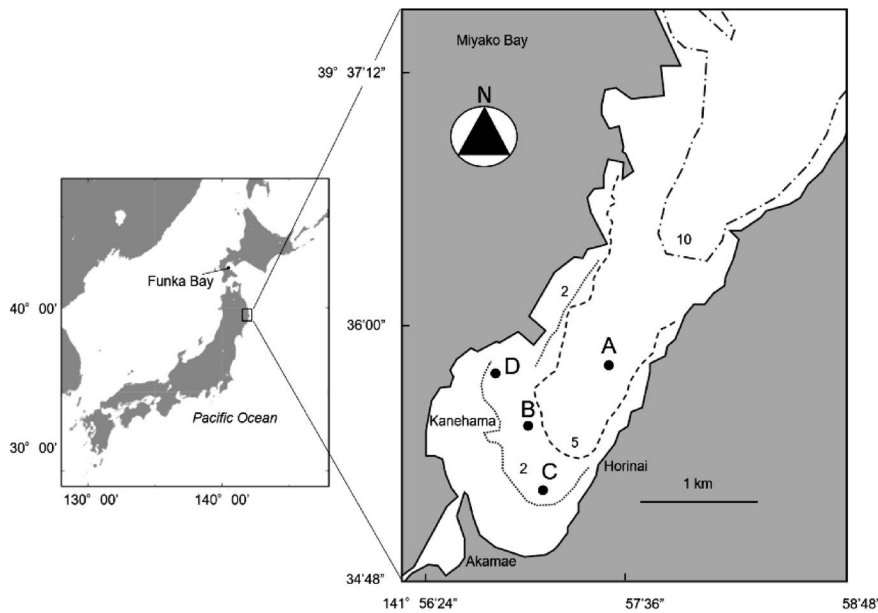 Miyako Bay
39° 37'12"
N
10
Funka Bay
2
40° 00'
36'00"
A
D
Pacific Ocean
Kanehama
B
5
30° 00'
2
C
Horinai
1 km
130° 00'
140° 00'
Akamae
34'48"
141° 56'24"
57'36"
58'48"